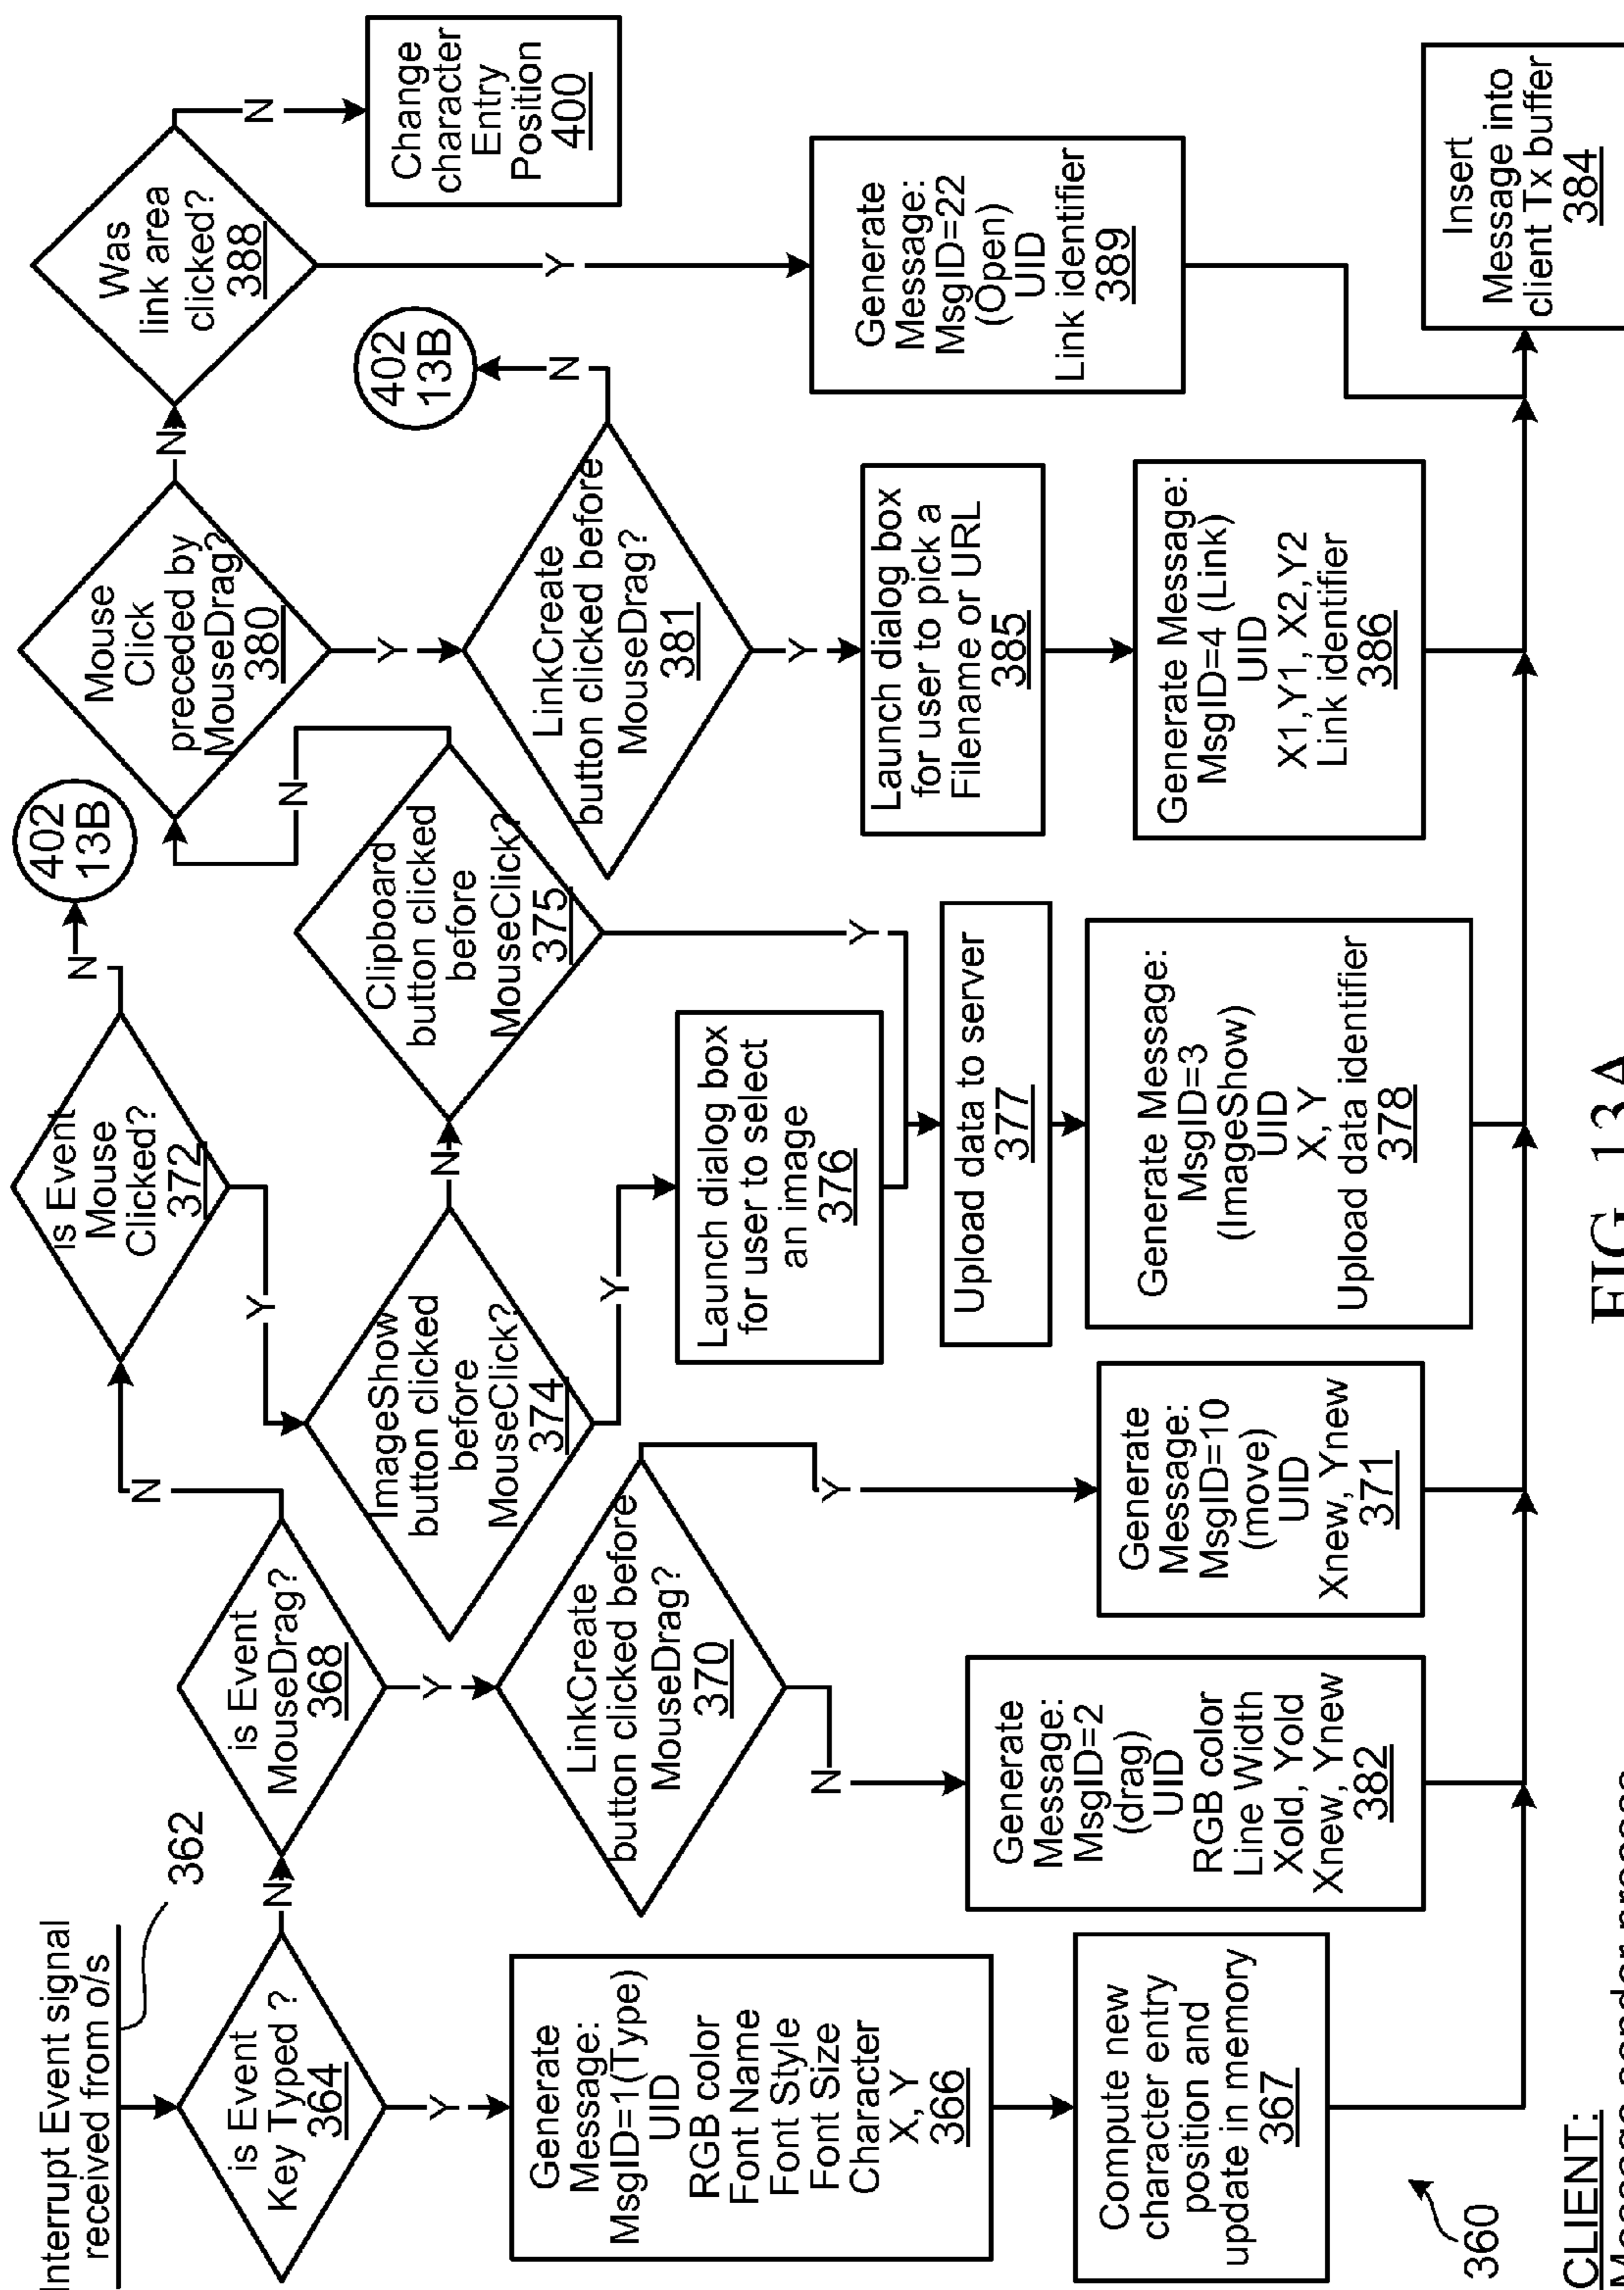 Interrupt Event signal
received from o/s
362
is Event
Key Typed ?
364
Y
N
Generate
Message:
MsgID=1(Type)
UID
RGB color
Font Name
Font Style
Font Size
Character
X,Y
366
Compute new
character entry
position and
update in memory
367
is Event
MouseDrag?
368
Y
N
LinkCreate
button clicked before
MouseDrag?
370
N
Y
Generate
Message:
MsgID=2
(drag)
UID
RGB color
Line Width
Xold, Yold
Xnew, Ynew
382
Generate
Message:
MsgID=10
(move)
UID
Xnew, Ynew
371
is Event
Mouse
Clicked?
372
Y
N
402
13B
ImageShow
button clicked
before
MouseClick?
374
Y
N
Launch dialog box
for user to select
an image
376
Clipboard
button clicked
before
MouseClick?
375
Y
N
Upload data to server
377
Generate Message:
MsgID=3
(ImageShow)
UID
X,Y
Upload data identifier
378
Mouse
Click
preceded by
MouseDrag?
380
Y
N
LinkCreate
button clicked before
MouseDrag?
381
Y
N
402
13B
Launch dialog box
for user to pick a
Filename or URL
385
Generate Message:
MsgID=4 (Link)
UID
X1,Y1, X2,Y2
Link identifier
386
Was
link area
clicked?
388
Y
N
Change
character
Entry
Position
400
Generate
Message:
MsgID=22
(Open)
UID
Link identifier
389
Insert
Message into
client Tx buffer
384
360
CLIENT:
Message sender process
FIG. 13A